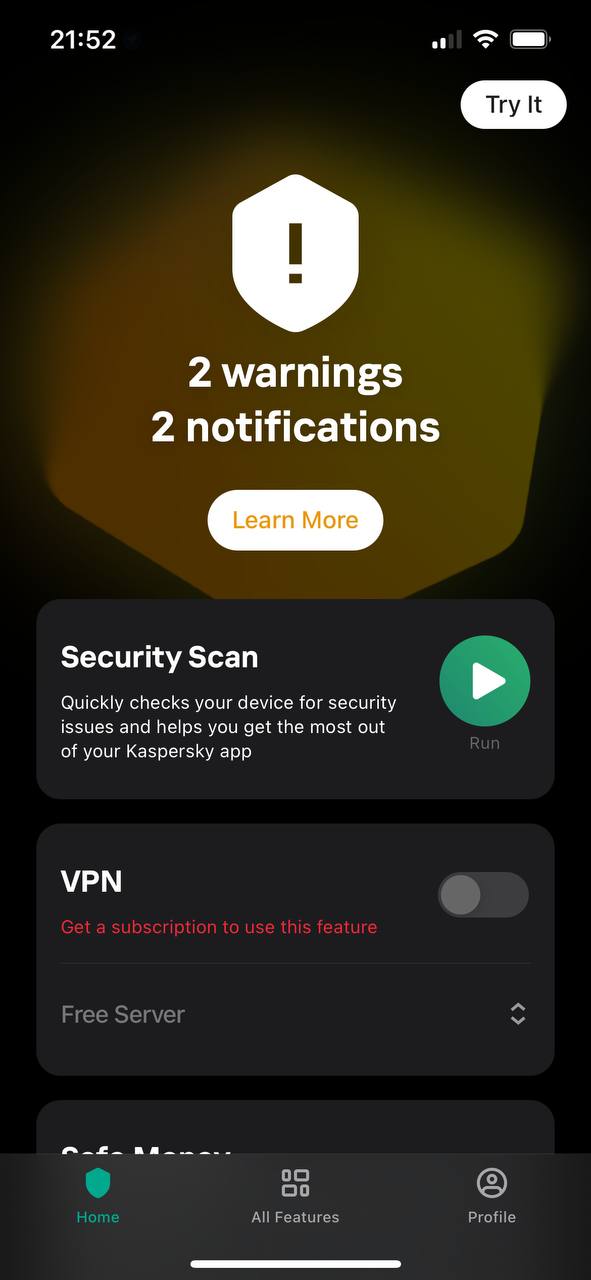 21:52
Try It
2 warnings
2 notifications
Learn More
Security Scan
Quickly checks your device for security
issues and helps you get the most out
of your Kaspersky app
Run
VPN
Get a subscription to use this feature
Free Server
Safe Money
Home
All Features
Profile